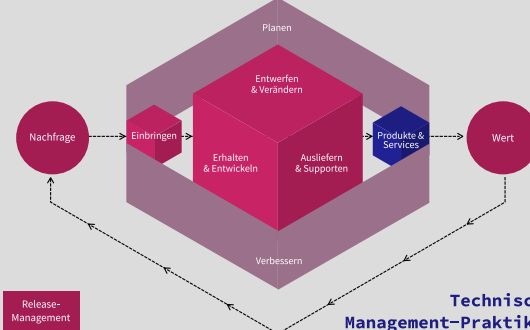 Planen
Entwerfen
& Verändern
Nachfrage
Einbringen
Produkte &
Services
Wert
Erhalten
& Entwickeln
Ausliefern
& Supporten
Verbessern
Release-
Management
Technisc
Management-Praktik